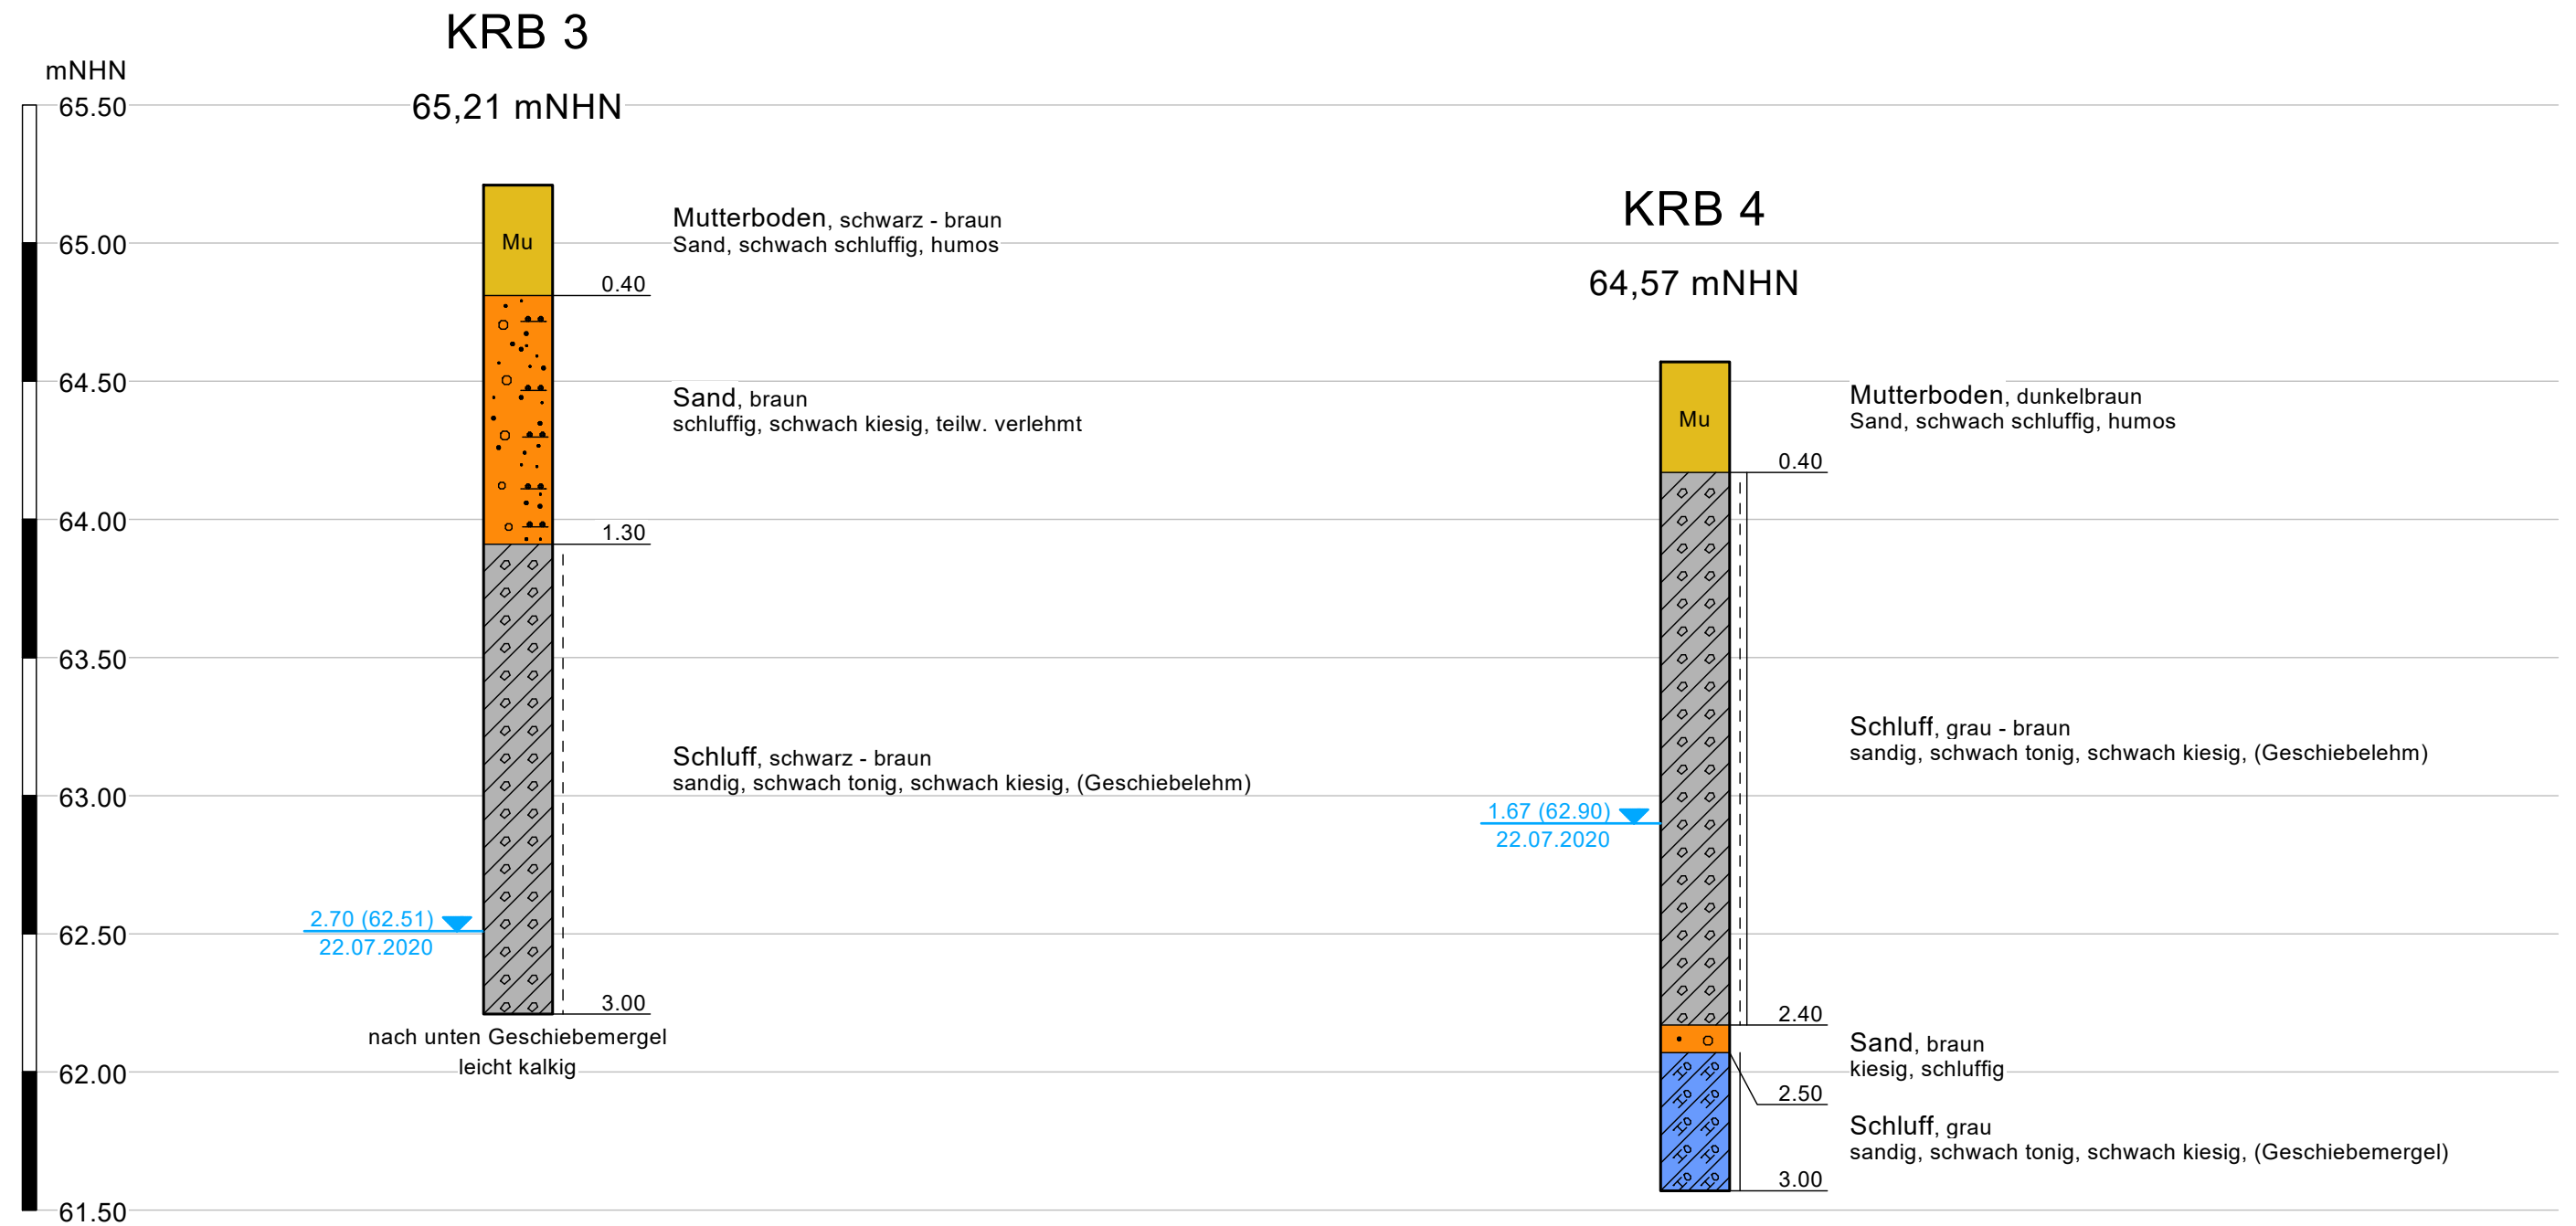 KRB 3
mNHN
65,21 mNHN
65.50
65.00
64.50
64.00
63.50
63.00
62.50
62.00
61.50
Mu
Mutterboden, schwarz - braun
Sand, schwach schluffig, humos
0.40
Sand, braun
schluffig, schwach kiesig, teilw. verlehmt
1.30
Schluff, schwarz - braun
sandig, schwach tonig, schwach kiesig, (Geschiebelehm)
2.70 (62.51)
22.07.2020
3.00
nach unten Geschiebemergel
leicht kalkig
KRB 4
64,57 mNHN
Mu
Mutterboden, dunkelbraun
Sand, schwach schluffig, humos
0.40
Schluff, grau - braun
sandig, schwach tonig, schwach kiesig, (Geschiebelehm)
1.67 (62.90)
22.07.2020
2.40
Sand, braun
kiesig, schluffig
2.50
Schluff, grau
sandig, schwach tonig, schwach kiesig, (Geschiebemergel)
3.00